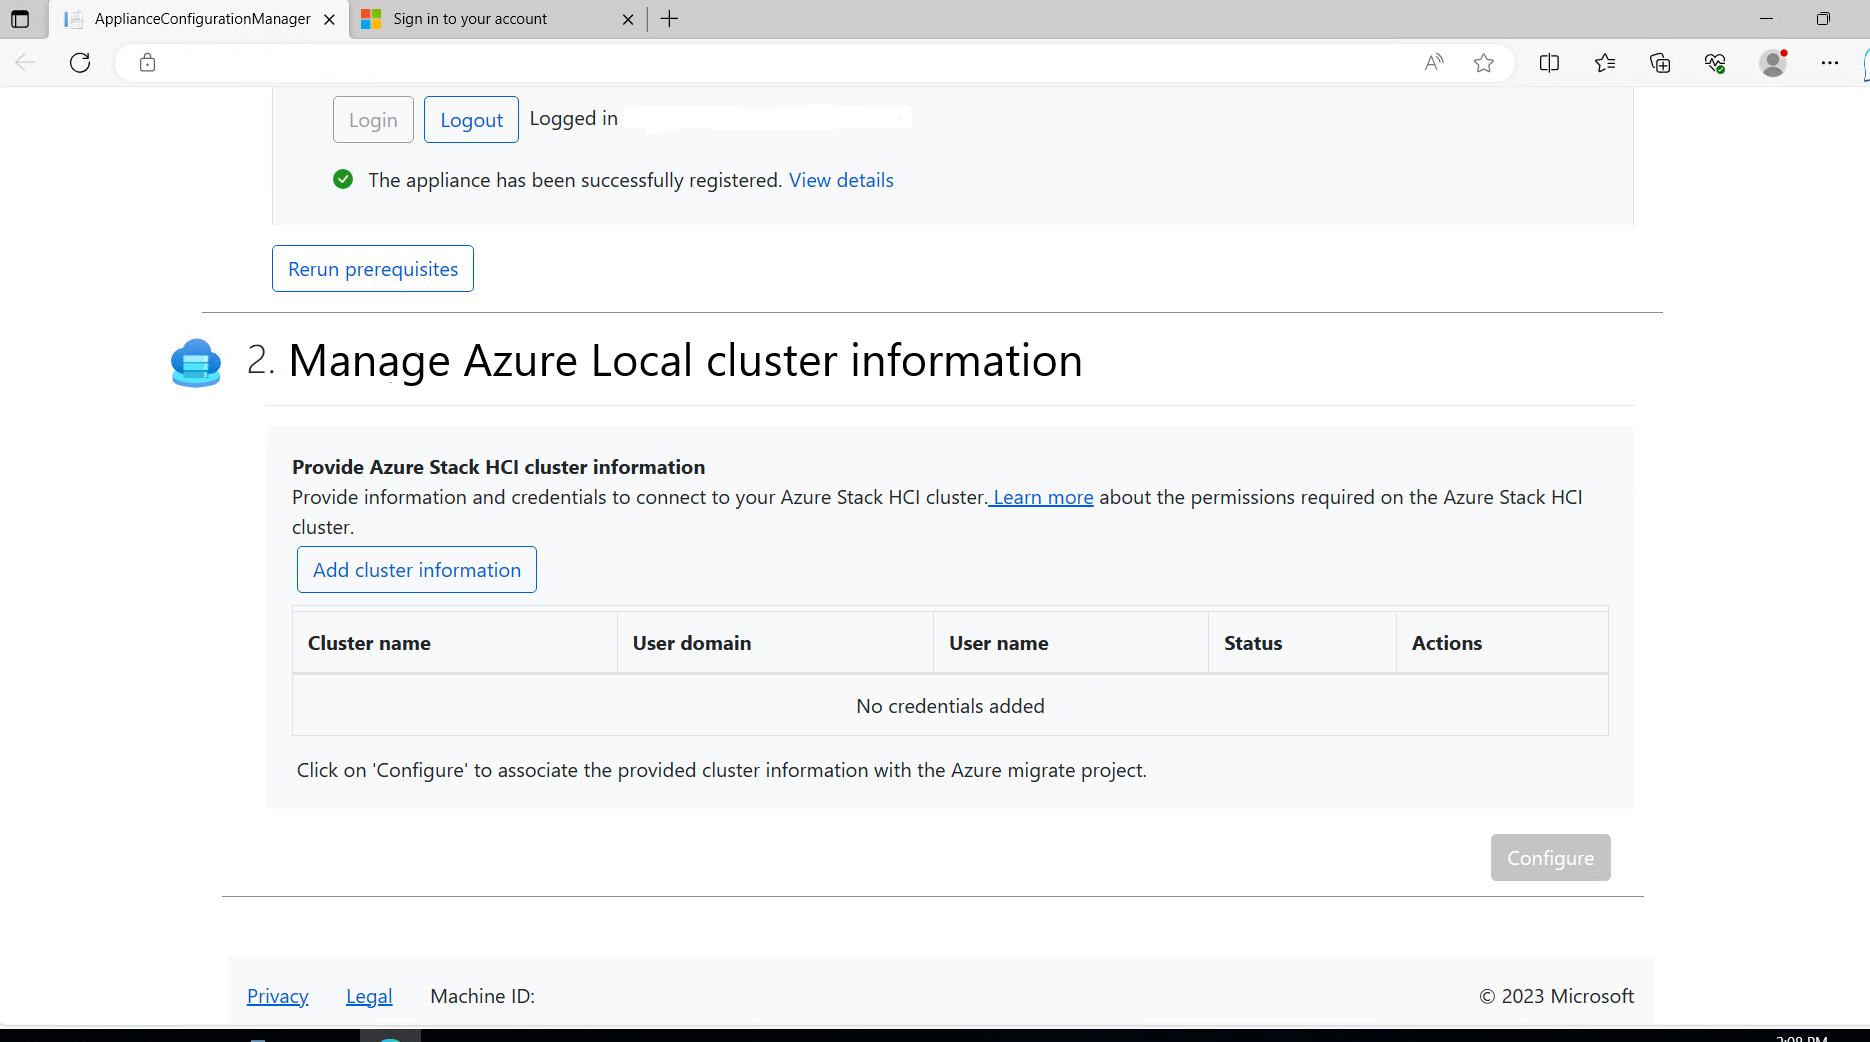 ApplianceConfigurationManager
Sign in to your account
Login
Logout
Logged in
The appliance has been successfully registered. View details
Rerun prerequisites
2. Manage Azure Local cluster information
Provide Azure Stack HCI cluster information
Provide information and credentials to connect to your Azure Stack HCI cluster. Learn more about the permissions required on the Azure Stack HCI
cluster.
Add cluster information
Cluster name User domain User name Status Actions
No credentials added
Click on 'Configure' to associate the provided cluster information with the Azure migrate project.
Configure
Privacy Legal Machine ID: © 2023 Microsoft